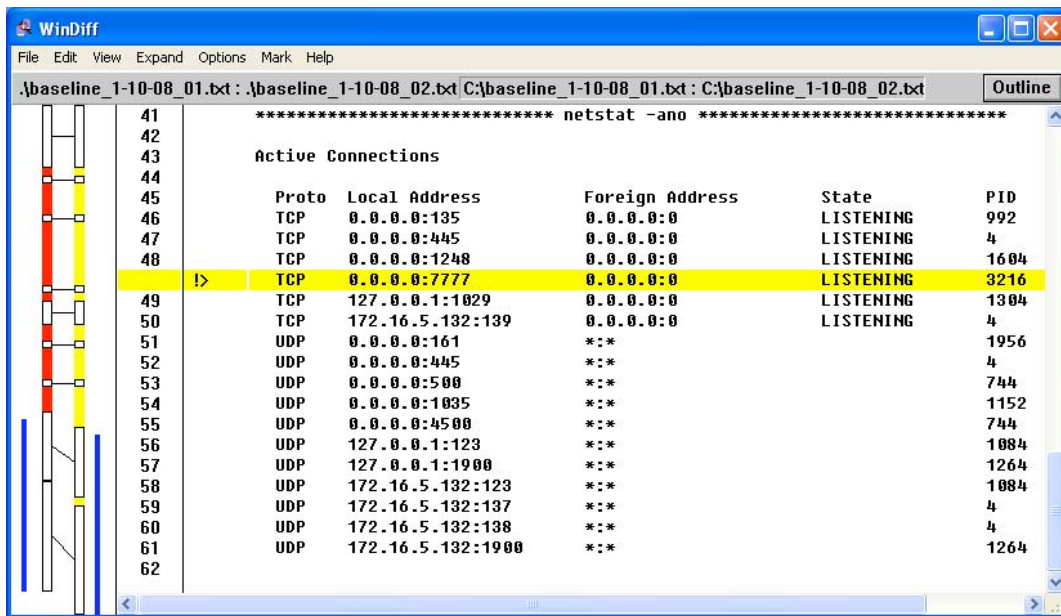 WinDiff
File Edit View Expand Options Mark Help
.\baseline_1-10-08_01.txt : .\baseline_1-10-08_02.txt C:\baseline_1-10-08_01.txt : C:\baseline_1-10-08_02.txt Outline
41 **************************** netstat -ano *****************************
42
43 Active Connections
44
45 Proto Local Address Foreign Address State PID
46 TCP 0.0.0.0:135 0.0.0.0:0 LISTENING 992
47 TCP 0.0.0.0:445 0.0.0.0:0 LISTENING 4
48 TCP 0.0.0.0:1248 0.0.0.0:0 LISTENING 1604
!> TCP 0.0.0.0:7777 0.0.0.0:0 LISTENING 3216
49 TCP 127.0.0.1:1029 0.0.0.0:0 LISTENING 1304
50 TCP 172.16.5.132:139 0.0.0.0:0 LISTENING 4
51 UDP 0.0.0.0:161 *:* 1956
52 UDP 0.0.0.0:445 *:* 4
53 UDP 0.0.0.0:500 *:* 744
54 UDP 0.0.0.0:1035 *:* 1152
55 UDP 0.0.0.0:4500 *:* 744
56 UDP 127.0.0.1:123 *:* 1084
57 UDP 127.0.0.1:1900 *:* 1264
58 UDP 172.16.5.132:123 *:* 1084
59 UDP 172.16.5.132:137 *:* 4
60 UDP 172.16.5.132:138 *:* 4
61 UDP 172.16.5.132:1900 *:* 1264
62